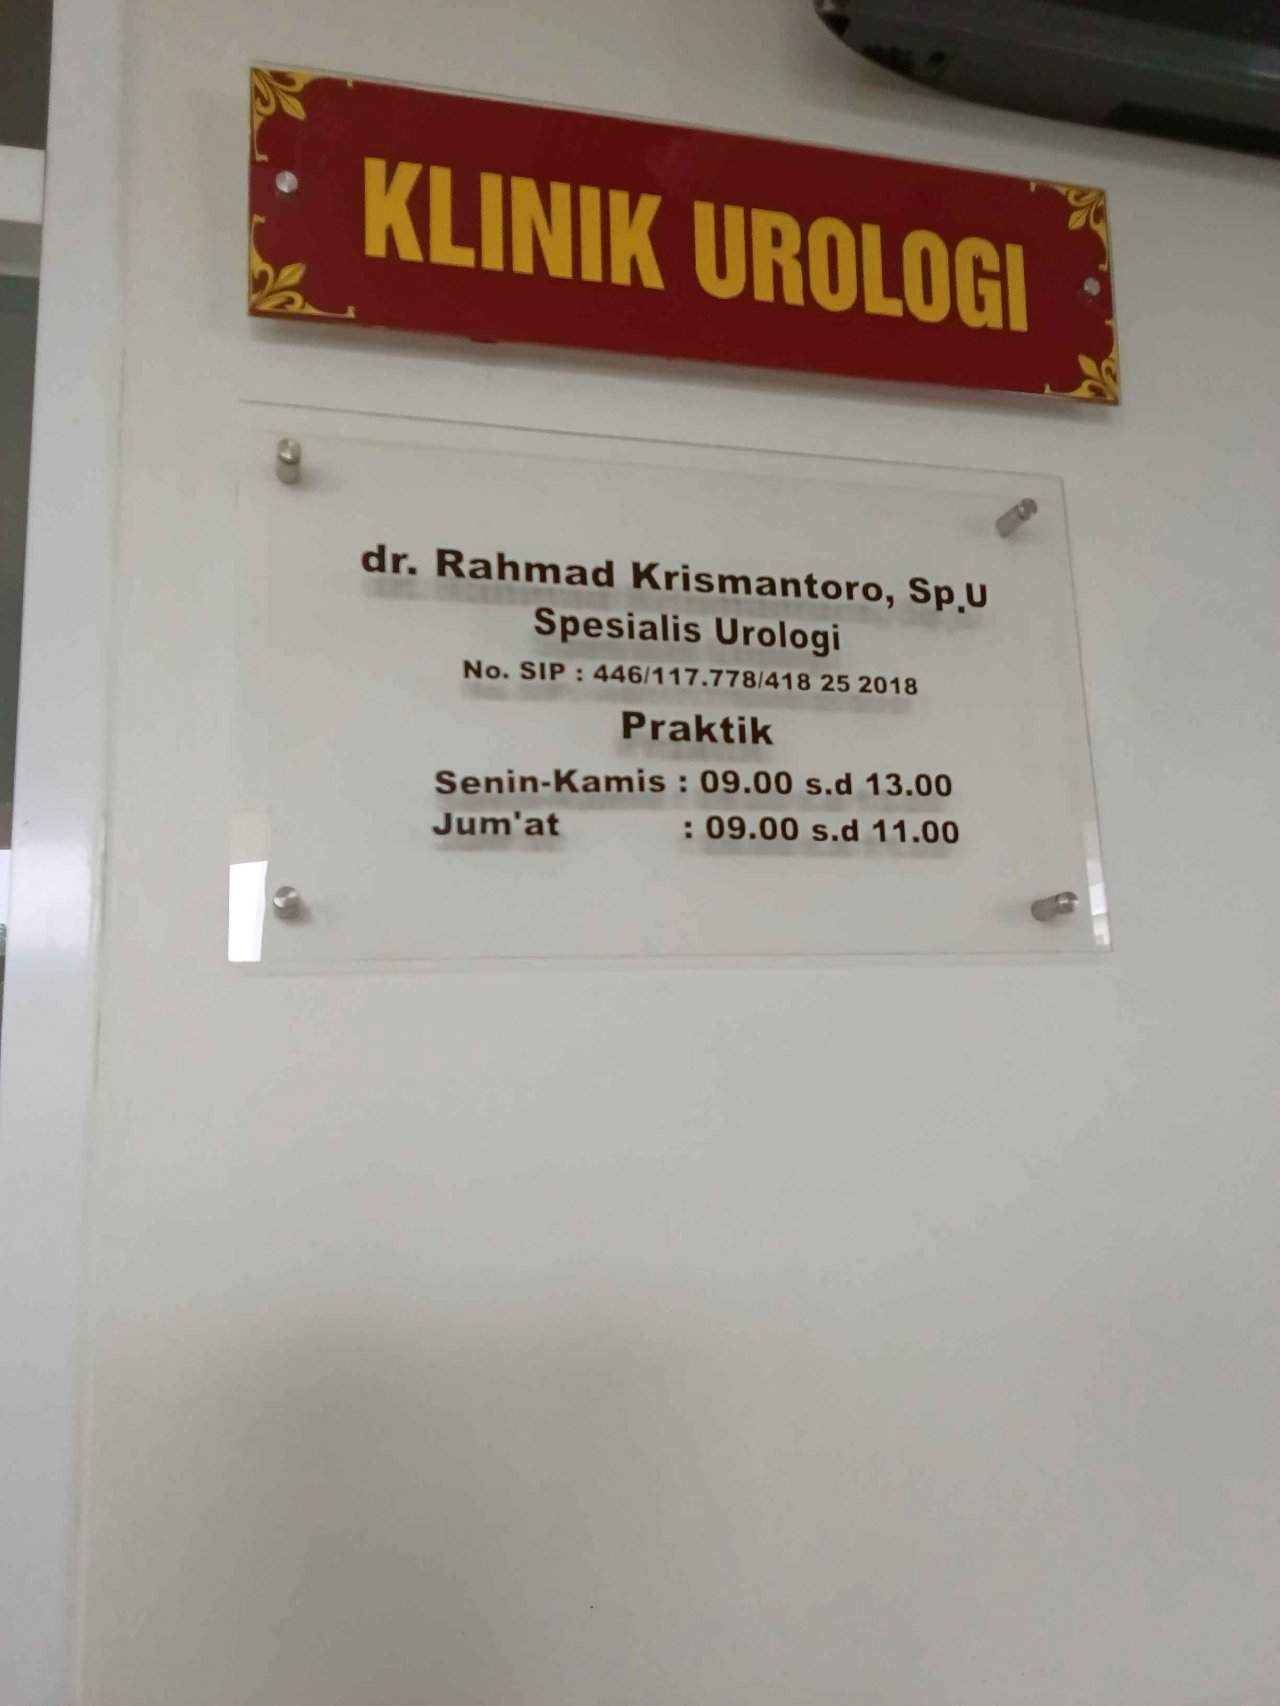 KLINIK UROLOGI
dr. Rahmad Krismantoro, Sp.U
Spesialis Urologi
No. SIP : 446/117.778/418 25 2018
Praktik
Senin-Kamis : 09.00 s.d 13.00
Jum'at : 09.00 s.d 11.00